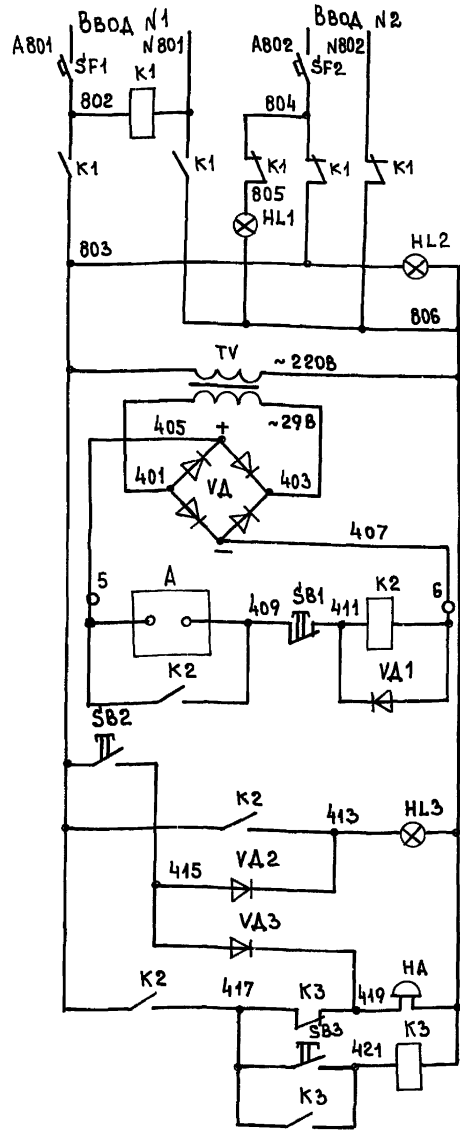 ВВОД N1 ВВОД N2
A801 N801 A802 N802
SF1 SF2
802 K1 804
K1 K1 K1 K1 K1
805
HL1
803 HL2
806
TV ~220В
405 ~29В
+
401 VД 403
407
–
5 A 409 SB1 411 K2 6
K2 VД1
SB2
K2 413 HL3
415 VД2
VД3
K2 417 K3 419 HA
SB3 421 K3
K3